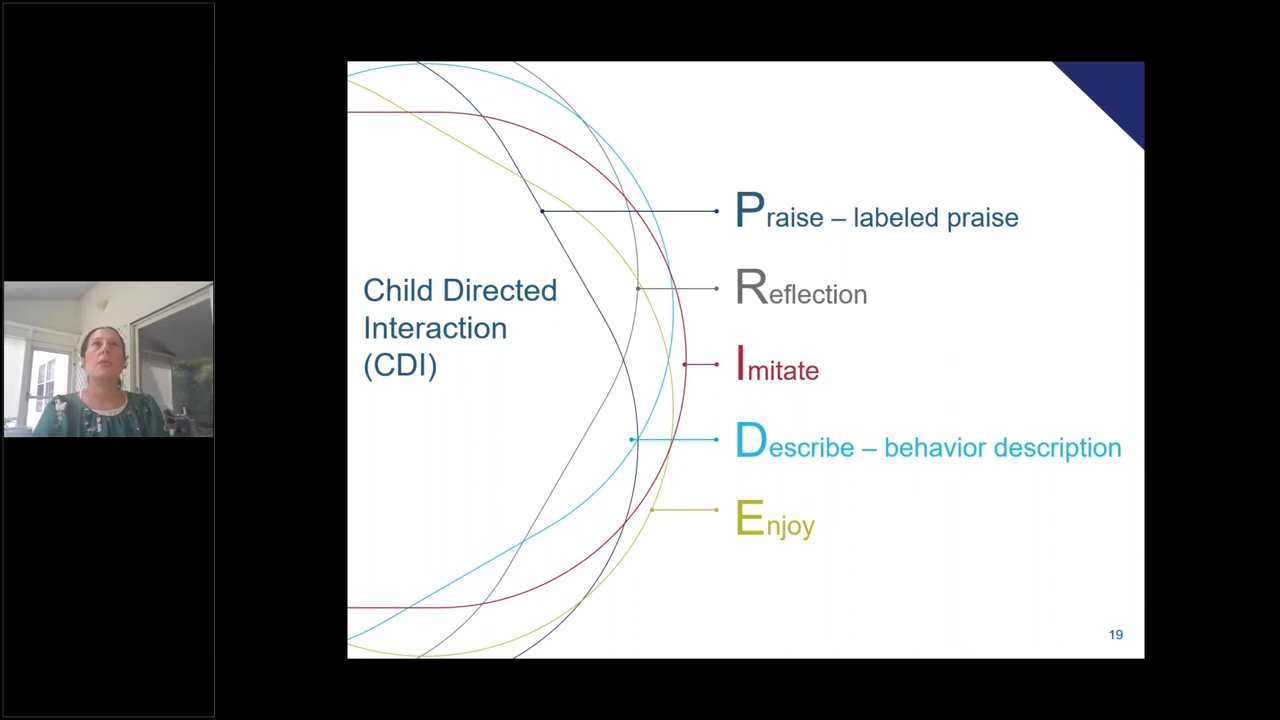 Child Directed
Interaction
(CDI)
Praise – labeled praise
Reflection
Imitate
Describe – behavior description
Enjoy
19